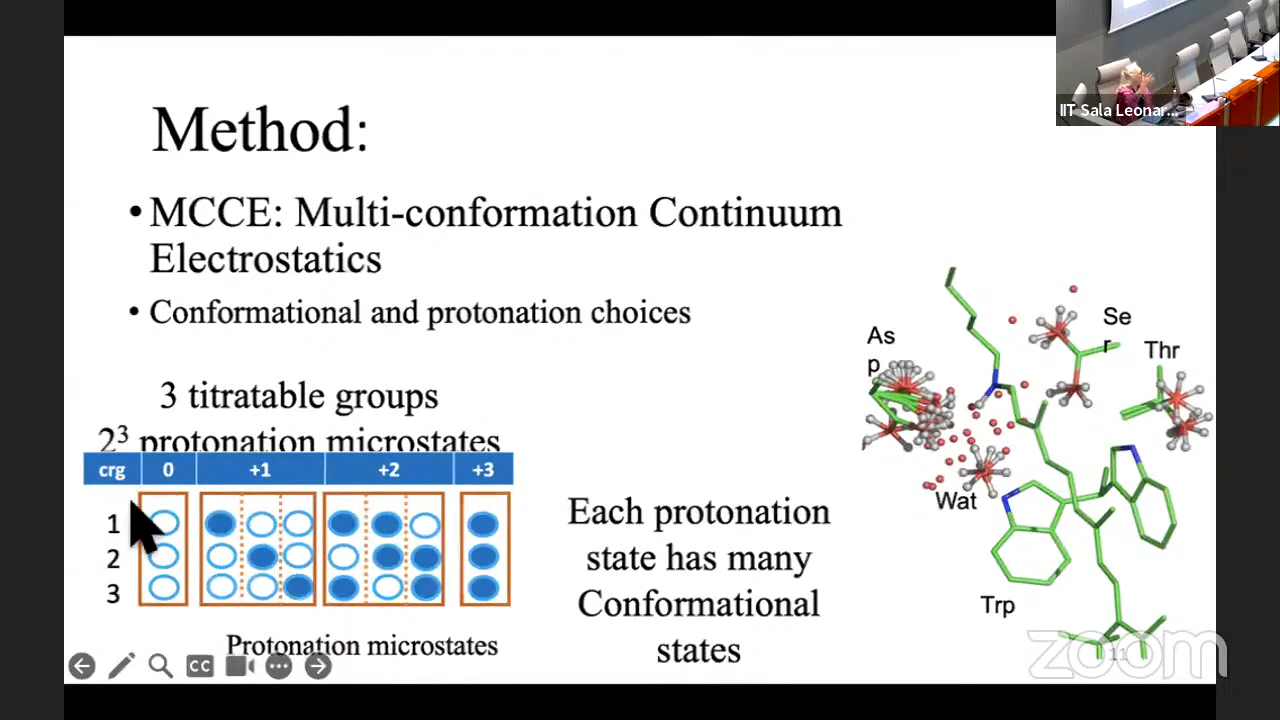 IIT Sala Leonar...
Method:
• MCCE: Multi-conformation Continuum
Electrostatics
• Conformational and protonation choices
3 titratable groups
2³ protonation microstates
crg 0 +1 +2 +3
1
2
3
Protonation microstates
Each protonation
state has many
Conformational
states
As
p
Se
r
Thr
Wat
Trp
CC
11
zoom